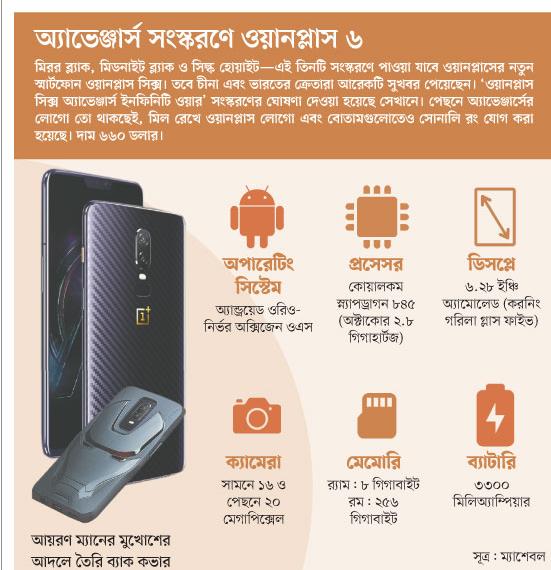 অ্যাভেঞ্জার্স সংস্করণে ওয়ানপ্লাস ৬
মিরর ব্ল্যাক, মিডনাইট ব্ল্যাক ও সিল্ক হোয়াইট—এই তিনটি সংস্করণে পাওয়া যাবে ওয়ানপ্লাসের নতুন
স্মার্টফোন ওয়ানপ্লাস সিক্স। তবে চীনা এবং ভারতের ক্রেতারা আরেকটি সুখবর পেয়েছেন। ‘ওয়ানপ্লাস
সিক্স অ্যাভেঞ্জার্স ইনফিনিটি ওয়ার’ সংস্করণের ঘোষণা দেওয়া হয়েছে সেখানে। পেছনে অ্যাভেঞ্জার্সের
লোগো তো থাকছেই, মিল রেখে ওয়ানপ্লাস লোগো এবং বোতামগুলোতেও সোনালি রং যোগ করা
হয়েছে। দাম ৬৬০ ডলার।
অপারেটিং
সিস্টেম
অ্যান্ড্রয়েড ওরিও-
নির্ভর অক্সিজেন ওএস
প্রসেসর
কোয়ালকম
স্ন্যাপড্রাগন ৮৪৫
(অক্টাকোর ২.৮
গিগাহার্টজ)
ডিসপ্লে
৬.২৮ ইঞ্চি
অ্যামোলেড (করনিং
গরিলা গ্লাস ফাইভ)
ক্যামেরা
সামনে ১৬ ও
পেছনে ২০
মেগাপিক্সেল
মেমোরি
র‍্যাম : ৮ গিগাবাইট
রম : ২৫৬
গিগাবাইট
ব্যাটারি
৩৩০০
মিলিঅ্যাম্পিয়ার
আয়রণ ম্যানের মুখোশের
আদলে তৈরি ব্যাক কভার
সূত্র : ম্যাশেবল